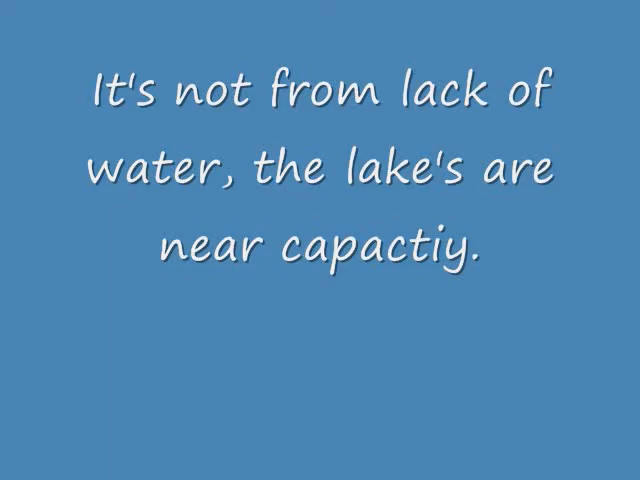 It's not from lack of
water, the lake's are
near capactiy.